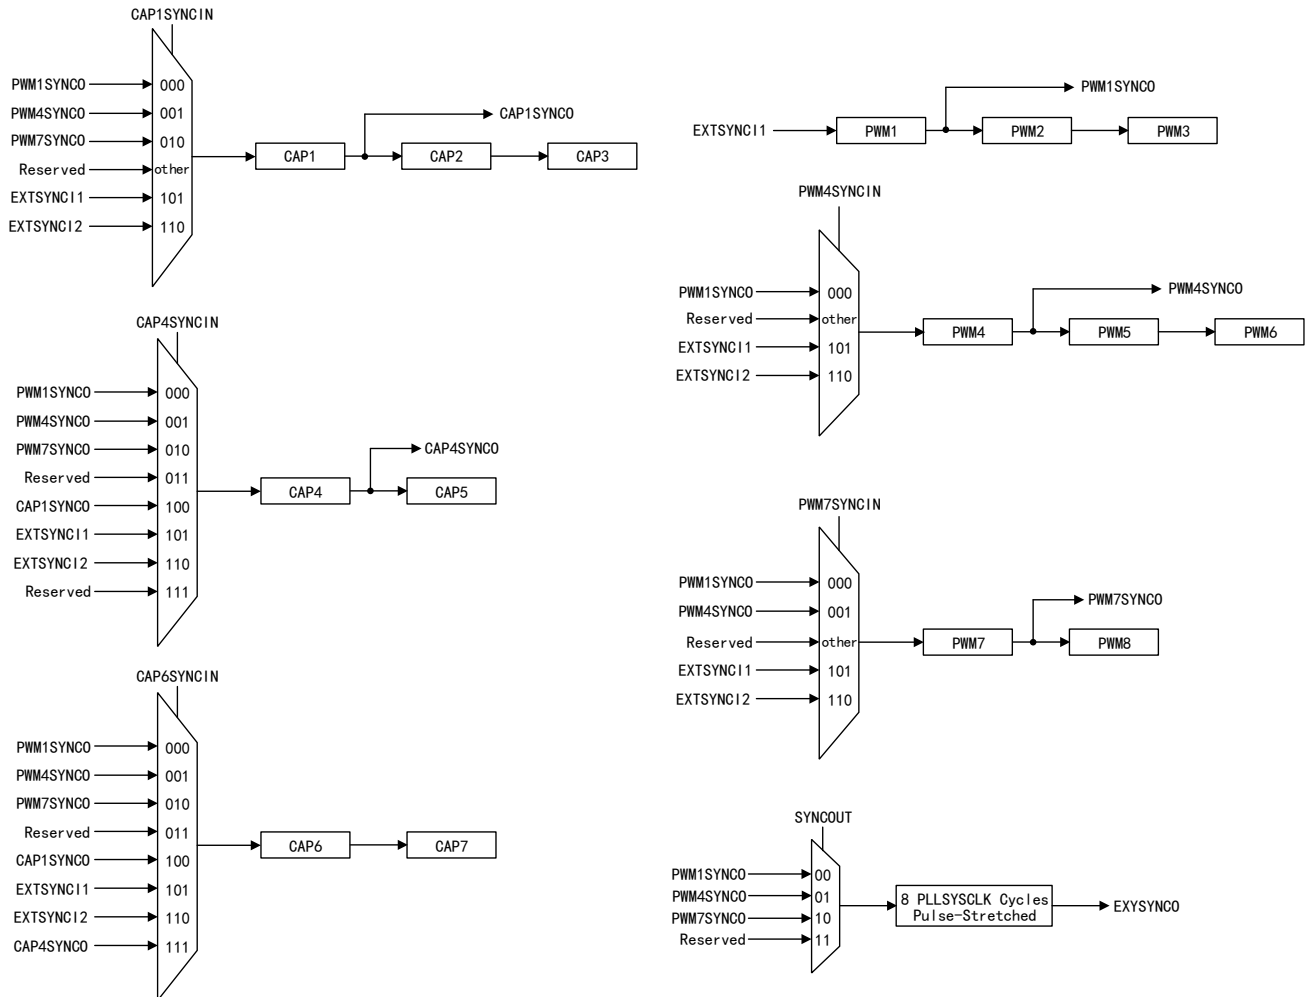 CAP1SYNCIN
PWM1SYNCO
000
PWM4SYNCO
001
PWM7SYNCO
010
Reserved
other
EXTSYNCI1
101
EXTSYNCI2
110
CAP1
CAP1SYNCO
CAP2
CAP3
CAP4SYNCIN
PWM1SYNCO
000
PWM4SYNCO
001
PWM7SYNCO
010
Reserved
011
CAP1SYNCO
100
EXTSYNCI1
101
EXTSYNCI2
110
Reserved
111
CAP4
CAP4SYNCO
CAP5
CAP6SYNCIN
PWM1SYNCO
000
PWM4SYNCO
001
PWM7SYNCO
010
Reserved
011
CAP1SYNCO
100
EXTSYNCI1
101
EXTSYNCI2
110
CAP4SYNCO
111
CAP6
CAP7
EXTSYNCI1
PWM1
PWM1SYNCO
PWM2
PWM3
PWM4SYNCIN
PWM1SYNCO
000
Reserved
other
EXTSYNCI1
101
EXTSYNCI2
110
PWM4
PWM4SYNCO
PWM5
PWM6
PWM7SYNCIN
PWM1SYNCO
000
PWM4SYNCO
001
Reserved
other
EXTSYNCI1
101
EXTSYNCI2
110
PWM7
PWM7SYNCO
PWM8
SYNCOUT
PWM1SYNCO
00
PWM4SYNCO
01
PWM7SYNCO
10
Reserved
11
8 PLLSYSCLK Cycles
Pulse-Stretched
EXYSYNCO